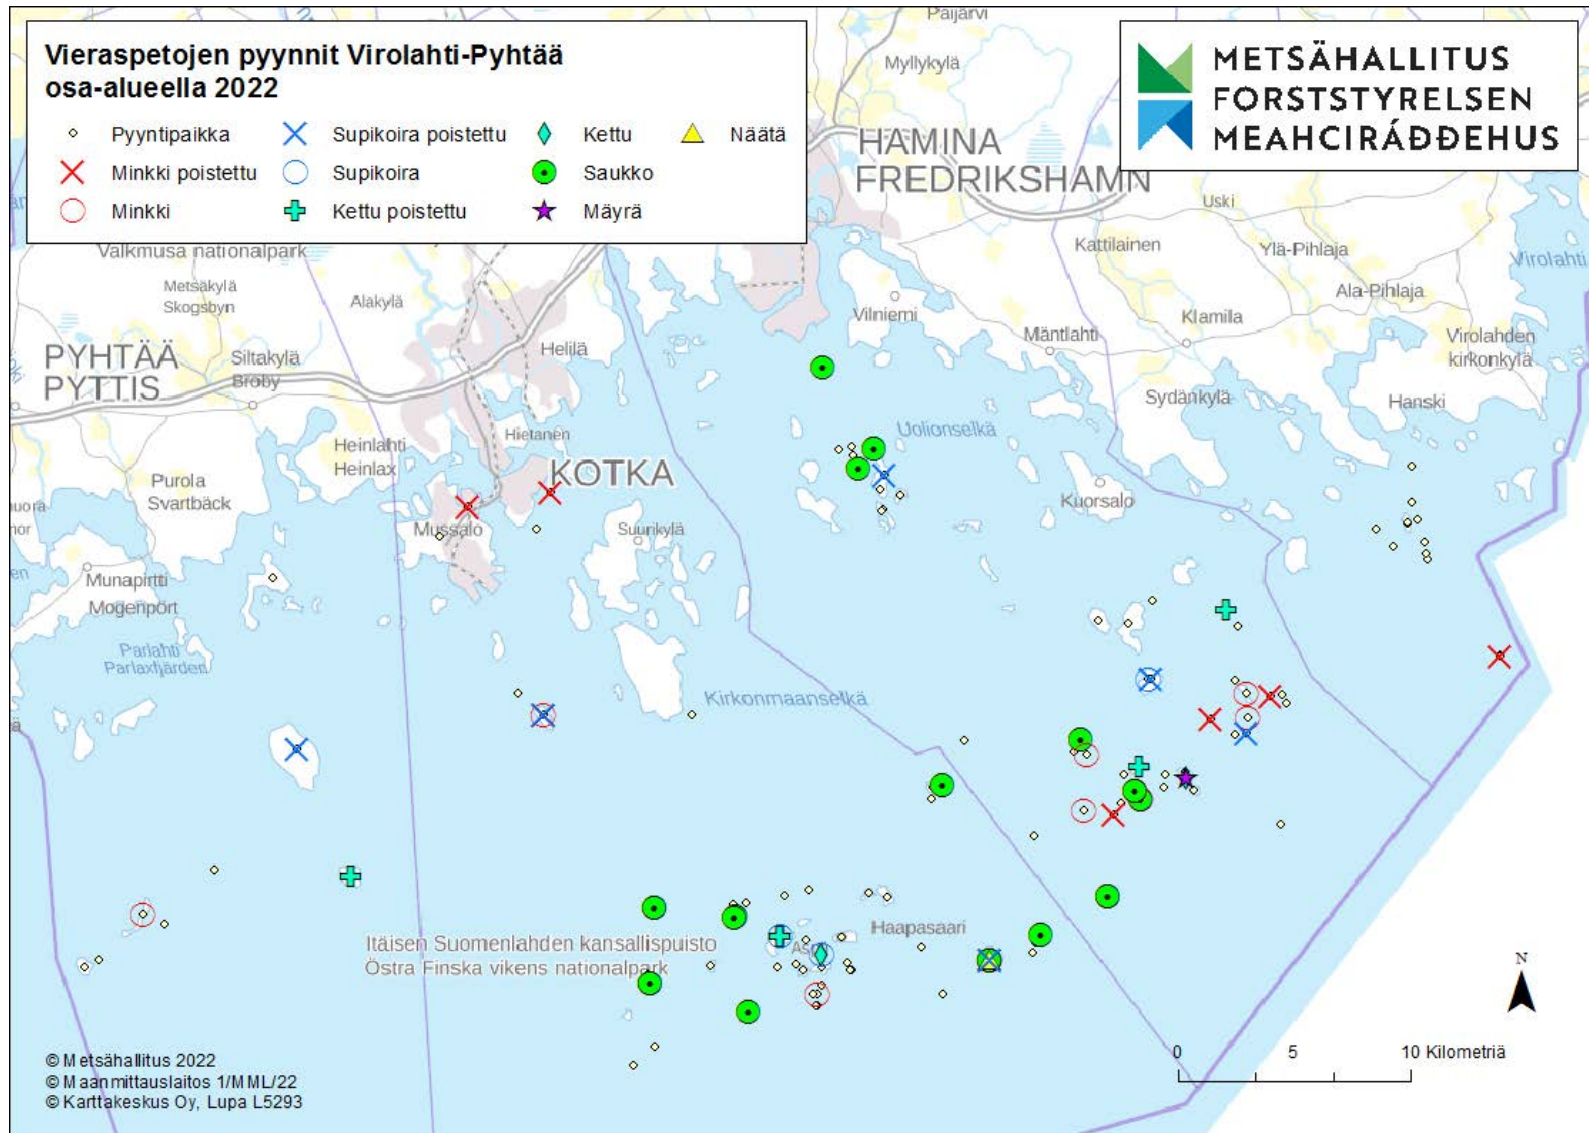 Vieraspetojen pyynnit Virolahti-Pyhtää
osa-alueella 2022
Pyyntipaikka
Supikoira poistettu
Kettu
Näätä
Minkki poistettu
Supikoira
Saukko
Minkki
Kettu poistettu
Mäyrä
METSÄHALLITUS
FORSTSTYRELSEN
MEAHCIRÁĐĐEHUS
Paijärvi
Myllykylä
HAMINA
FREDRIKSHAMN
Uski
Kattilainen
Ylä-Pihlaja
Virolahti
Valkmusa nationalpark
Metsäkylä
Skogsbyn
Alakylä
Ala-Pihlaja
Vilniemi
Klamila
Mäntlahti
Virolahden
kirkonkylä
PYHTÄÄ
PYTTIS
Siltakylä
Broby
Helilä
Sydänkylä
Hanski
Uolionselkä
Hietanen
Heinlahti
Heinlax
KOTKA
Purola
Svartbäck
Kuorsalo
Mussalo
Suurikylä
Munapirtti
Mogenpört
Parlahti
Parlaxfjärden
Kirkonmaanselkä
Haapasaari
Itäisen Suomenlahden kansallispuisto
Östra Finska vikens nationalpark
N
0 5 10 Kilometriä
© Metsähallitus 2022
© Maanmittauslaitos 1/MML/22
© Karttakeskus Oy, Lupa L5293